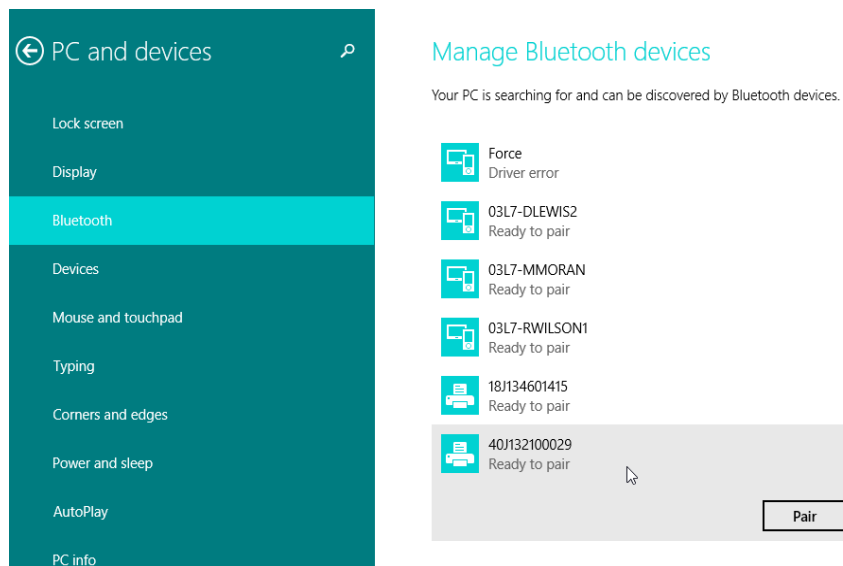 PC and devices
Lock screen
Display
Bluetooth
Devices
Mouse and touchpad
Typing
Corners and edges
Power and sleep
AutoPlay
PC info
Manage Bluetooth devices
Your PC is searching for and can be discovered by Bluetooth devices.
Force
Driver error
03L7-DLEWIS2
Ready to pair
03L7-MMORAN
Ready to pair
03L7-RWILSON1
Ready to pair
18J134601415
Ready to pair
40J132100029
Ready to pair
Pair